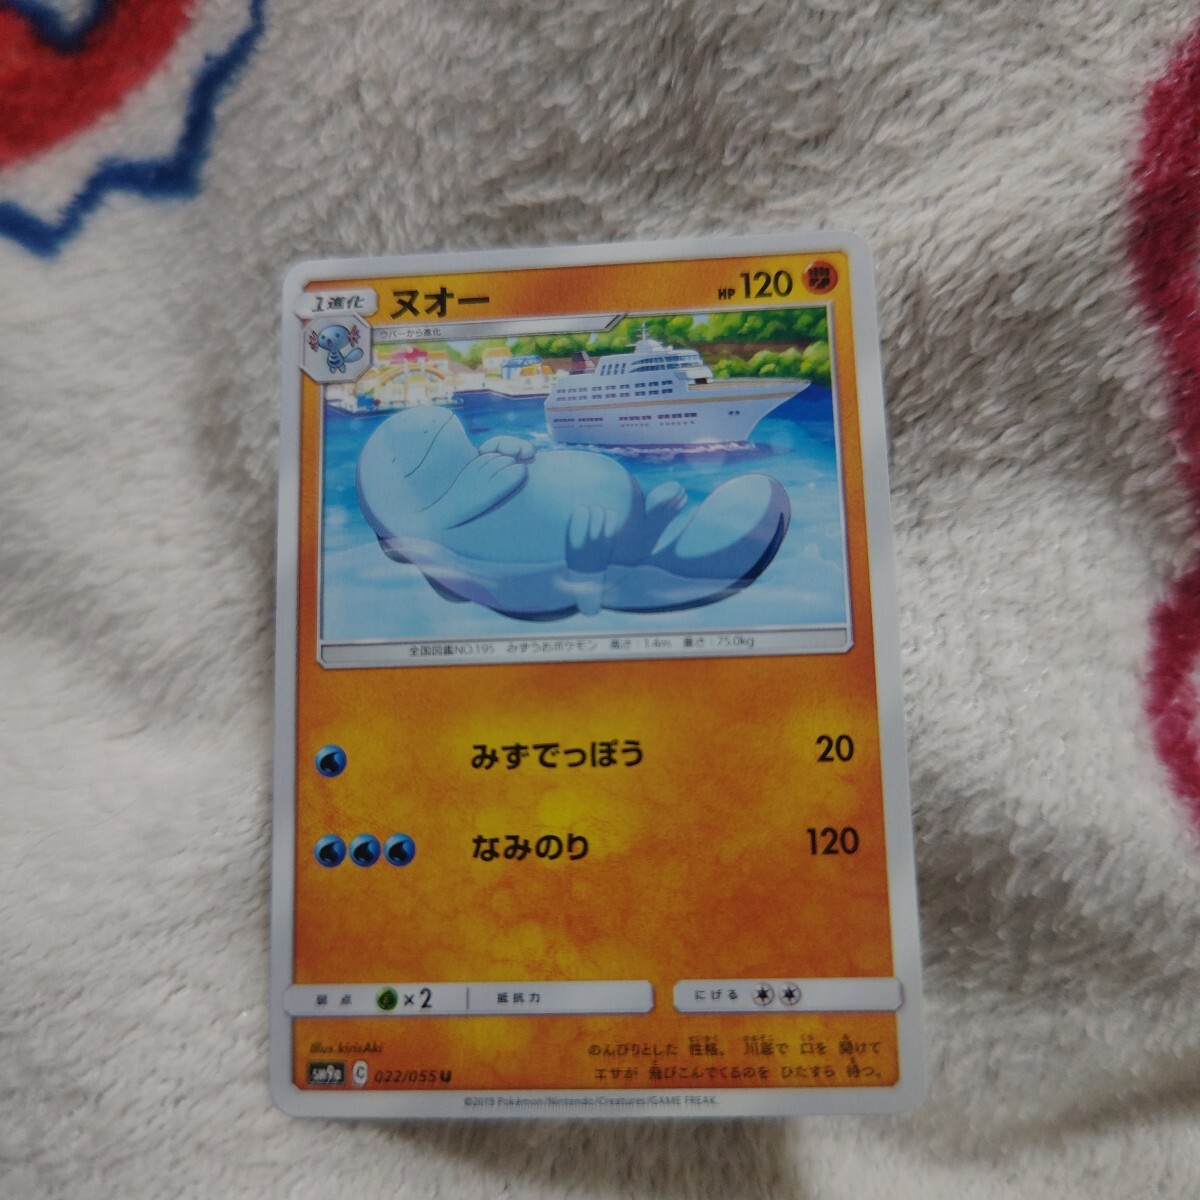 1進化 ヌオー HP 120
ウパーから進化
全国図鑑NO.195 みずうおポケモン 高さ:1.4m 重さ:75.0kg
みずでっぽう 20
なみのり 120
弱点 ×2 抵抗力 にげる
Illus.kirisAki
のんびりとした 性格。 川底で 口を 開けて
エサが 飛びこんでくるのを ひたすら 待つ。
SM9a C 022/055 U
©2019 Pokémon/Nintendo/Creatures/GAME FREAK.